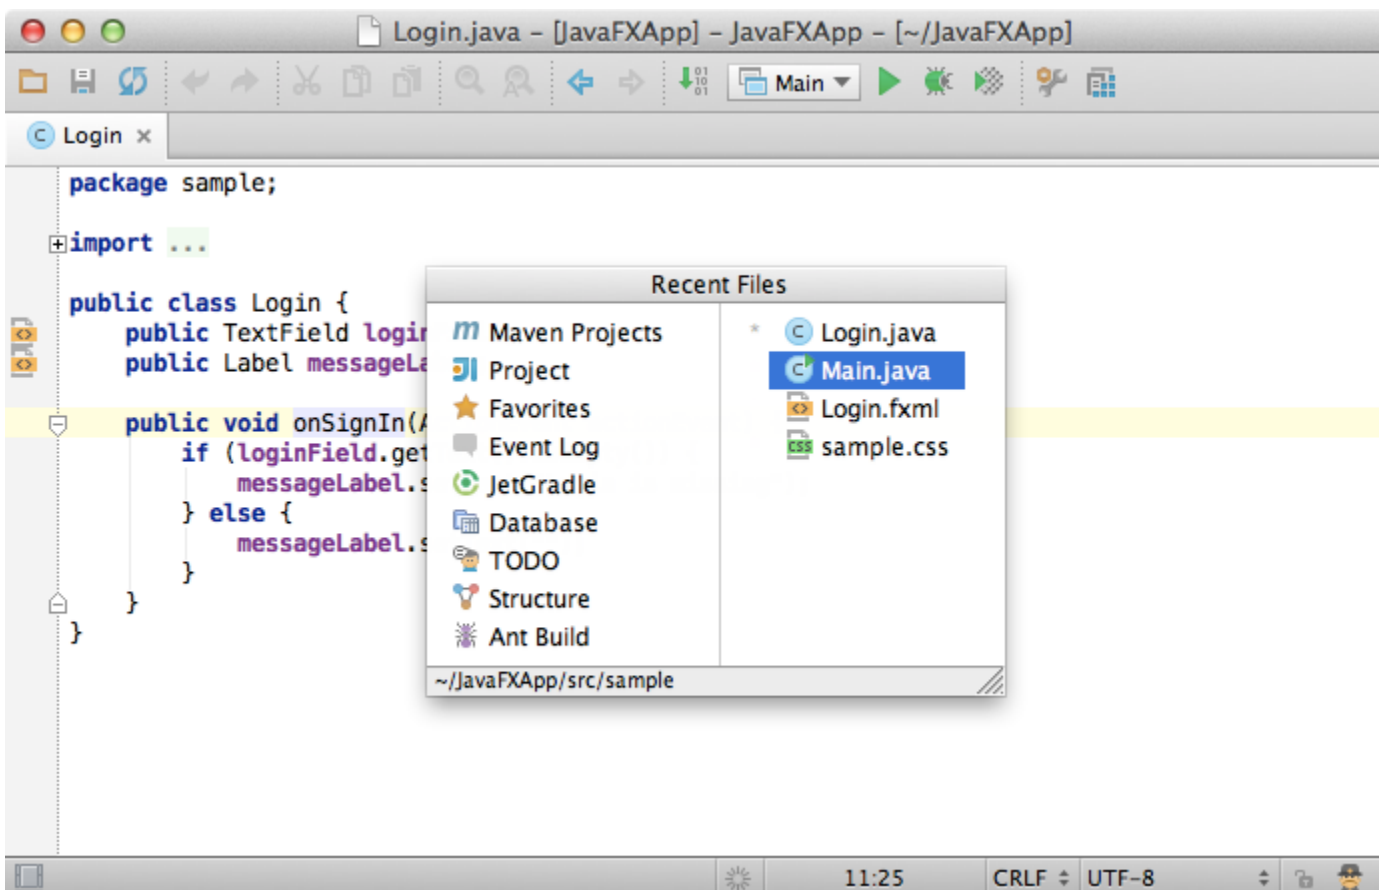 Login.java – [JavaFXApp] – JavaFXApp – [~/JavaFXApp]
Main
Login
package sample;
import ...
public class Login {
public TextField login
public Label messageLa
public void onSignIn(A
if (loginField.get
messageLabel.s
} else {
messageLabel.s
}
}
}
Recent Files
Maven Projects
Project
Favorites
Event Log
JetGradle
Database
TODO
Structure
Ant Build
* Login.java
Main.java
Login.fxml
CSS sample.css
~/JavaFXApp/src/sample
11:25
CRLF
UTF-8